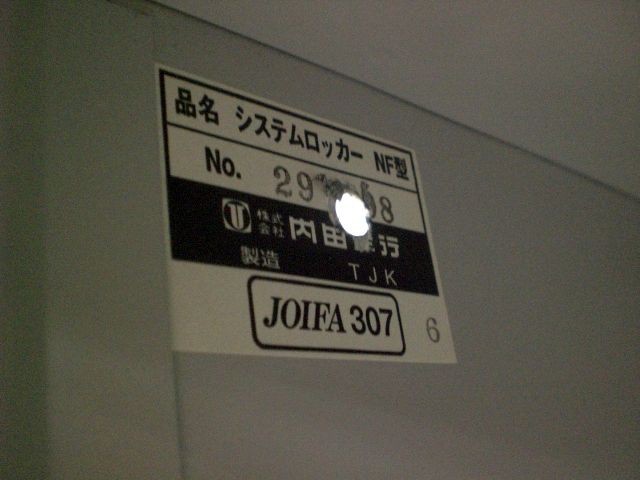 品名 システムロッカー NF型
No.
株式会社 内田洋行
製造 TJK
JOIFA 307
6